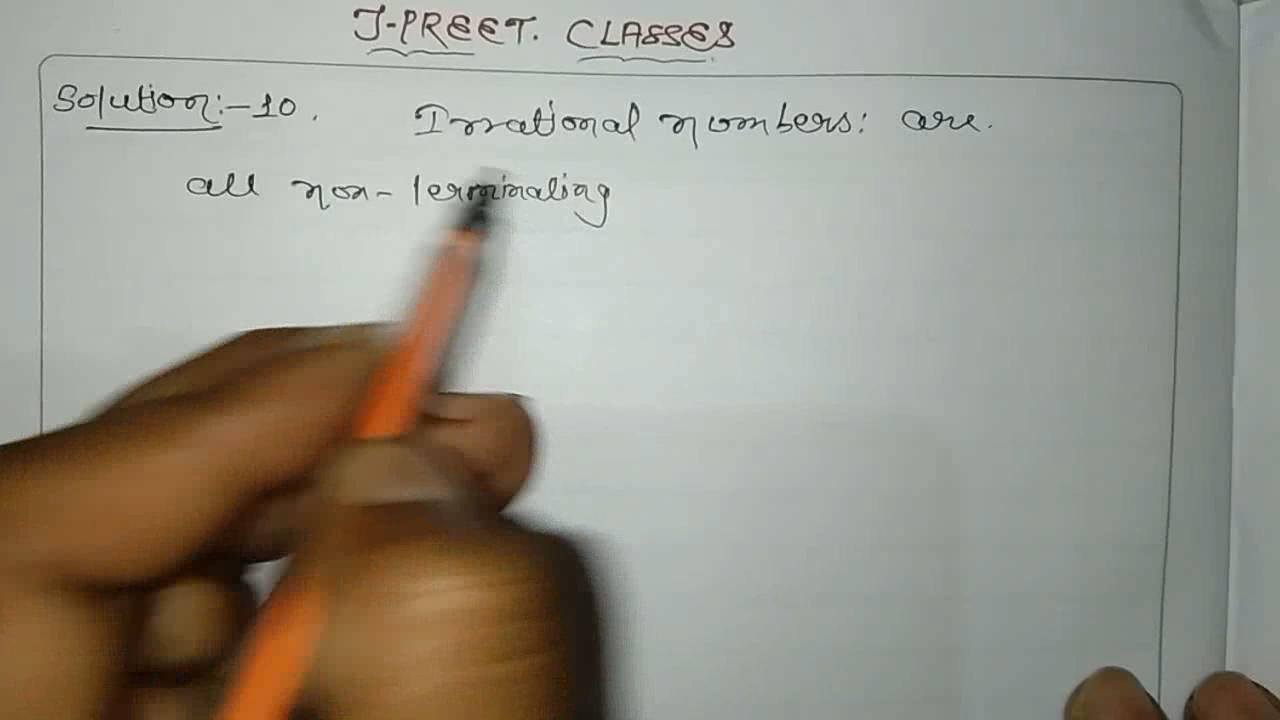 J-PREET. CLASSES
Solution:-10. Irrational numbers: are.
all non-terminating